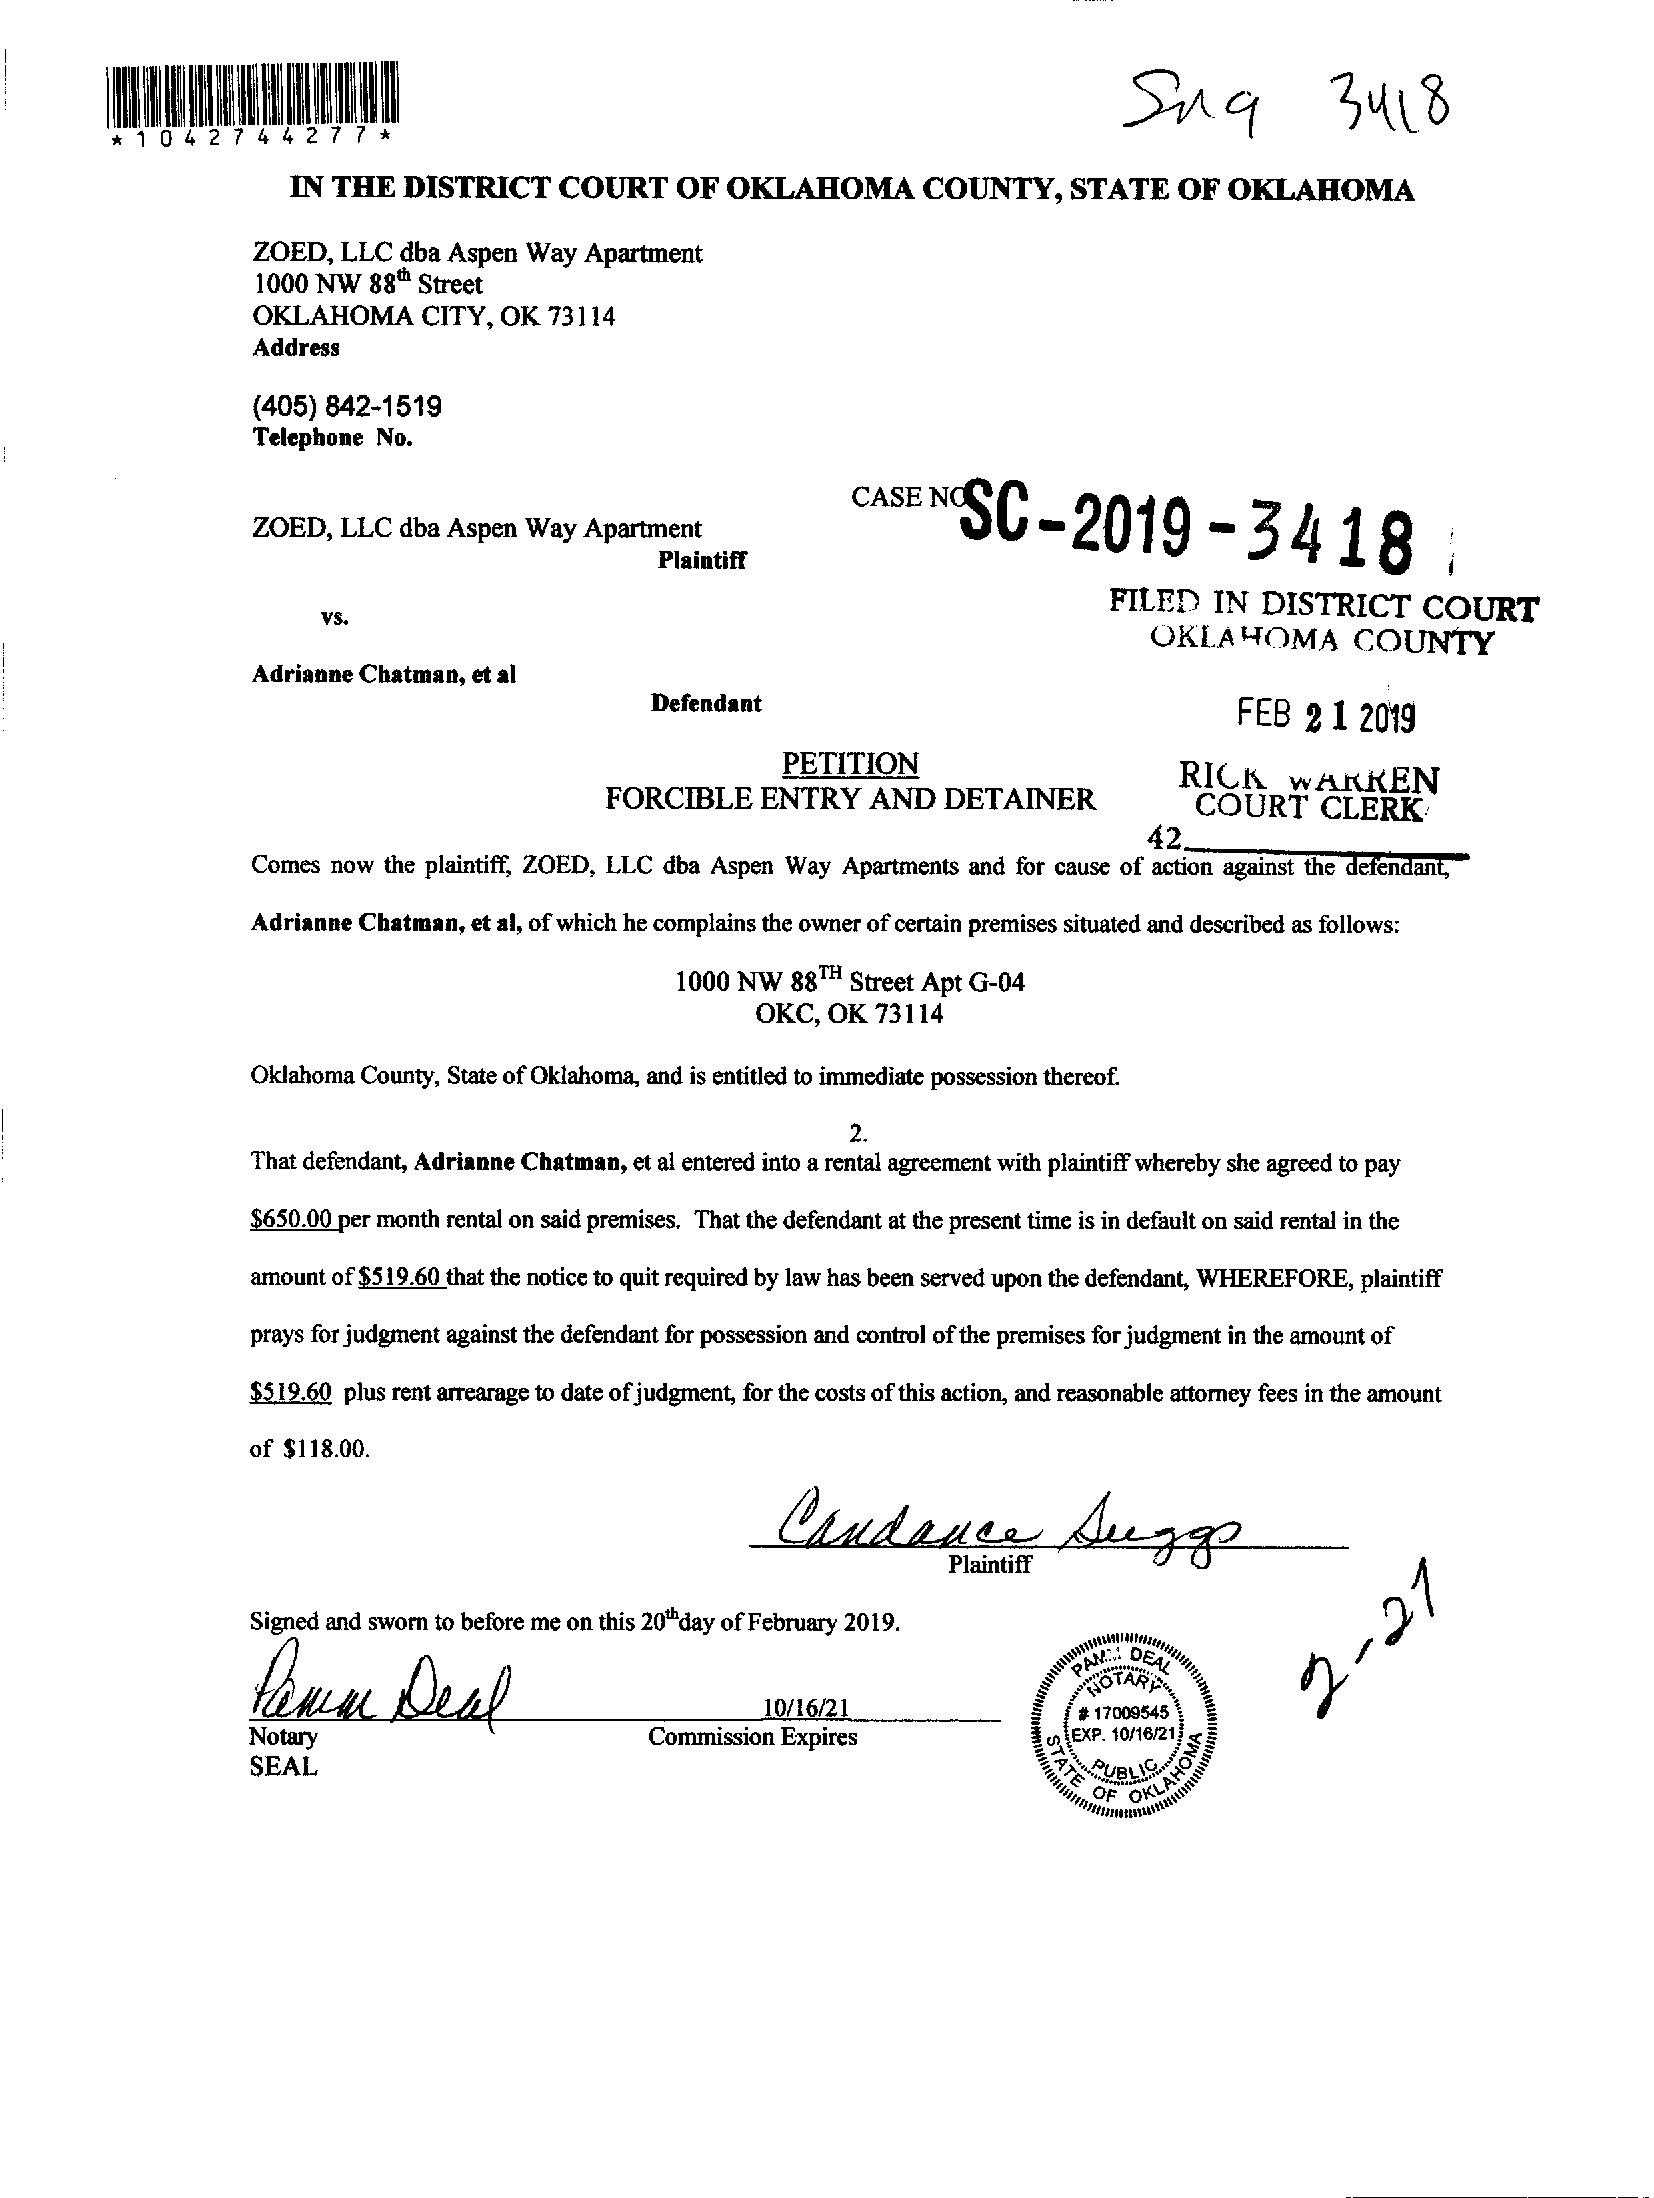 *1042744277*
3418
IN THE DISTRICT COURT OF OKLAHOMA COUNTY, STATE OF OKLAHOMA
ZOED, LLC dba Aspen Way Apartment
1000 NW 88th Street
OKLAHOMA CITY, OK 73114
Address
(405) 842-1519
Telephone No.
CASE NO SC-2019-3418
ZOED, LLC dba Aspen Way Apartment
Plaintiff
FILED IN DISTRICT COURT
OKLAHOMA COUNTY
vs.
Adrianne Chatman, et al
Defendant
FEB 21 2019
PETITION
FORCIBLE ENTRY AND DETAINER
RICK WARREN
COURT CLERK
42
Comes now the plaintiff, ZOED, LLC dba Aspen Way Apartments and for cause of action against the defendant,
Adrianne Chatman, et al, of which he complains the owner of certain premises situated and described as follows:
1000 NW 88TH Street Apt G-04
OKC, OK 73114
Oklahoma County, State of Oklahoma, and is entitled to immediate possession thereof.
2.
That defendant, Adrianne Chatman, et al entered into a rental agreement with plaintiff whereby she agreed to pay
$650.00 per month rental on said premises. That the defendant at the present time is in default on said rental in the
amount of $519.60 that the notice to quit required by law has been served upon the defendant, WHEREFORE, plaintiff
prays for judgment against the defendant for possession and control of the premises for judgment in the amount of
$519.60 plus rent arrearage to date of judgment, for the costs of this action, and reasonable attorney fees in the amount
of $118.00.
Candance Suggs
Plaintiff
2-21
Signed and sworn to before me on this 20th day of February 2019.
Pamm Deal
10/16/21
Notary
Commission Expires
SEAL
PAMM DEAL
NOTARY
# 17009545
EXP. 10/16/21
PUBLIC
STATE OF OKLAHOMA